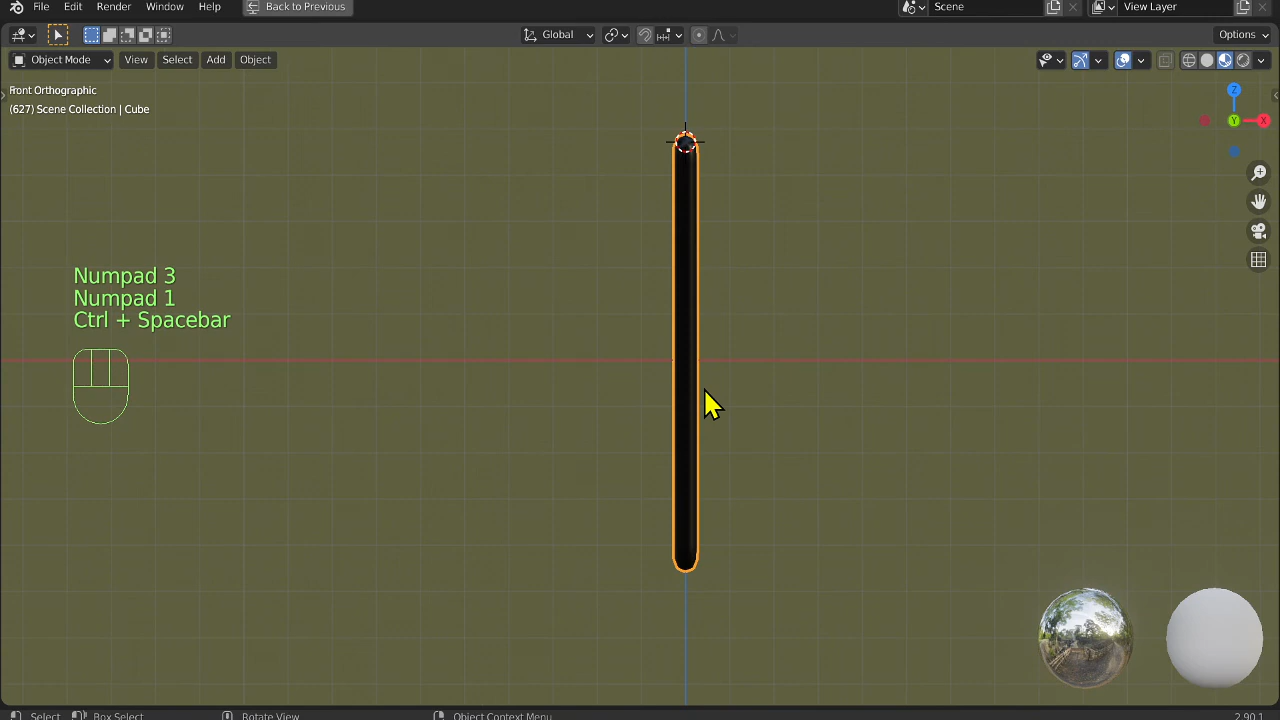 File Edit Render Window Help Back to Previous Scene View Layer
Global Options
Object Mode View Select Add Object
Front Orthographic
(627) Scene Collection | Cube
Z
Y X
Numpad 3
Numpad 1
Ctrl + Spacebar
Select Box Select Rotate View Object Context Menu 2.90.1